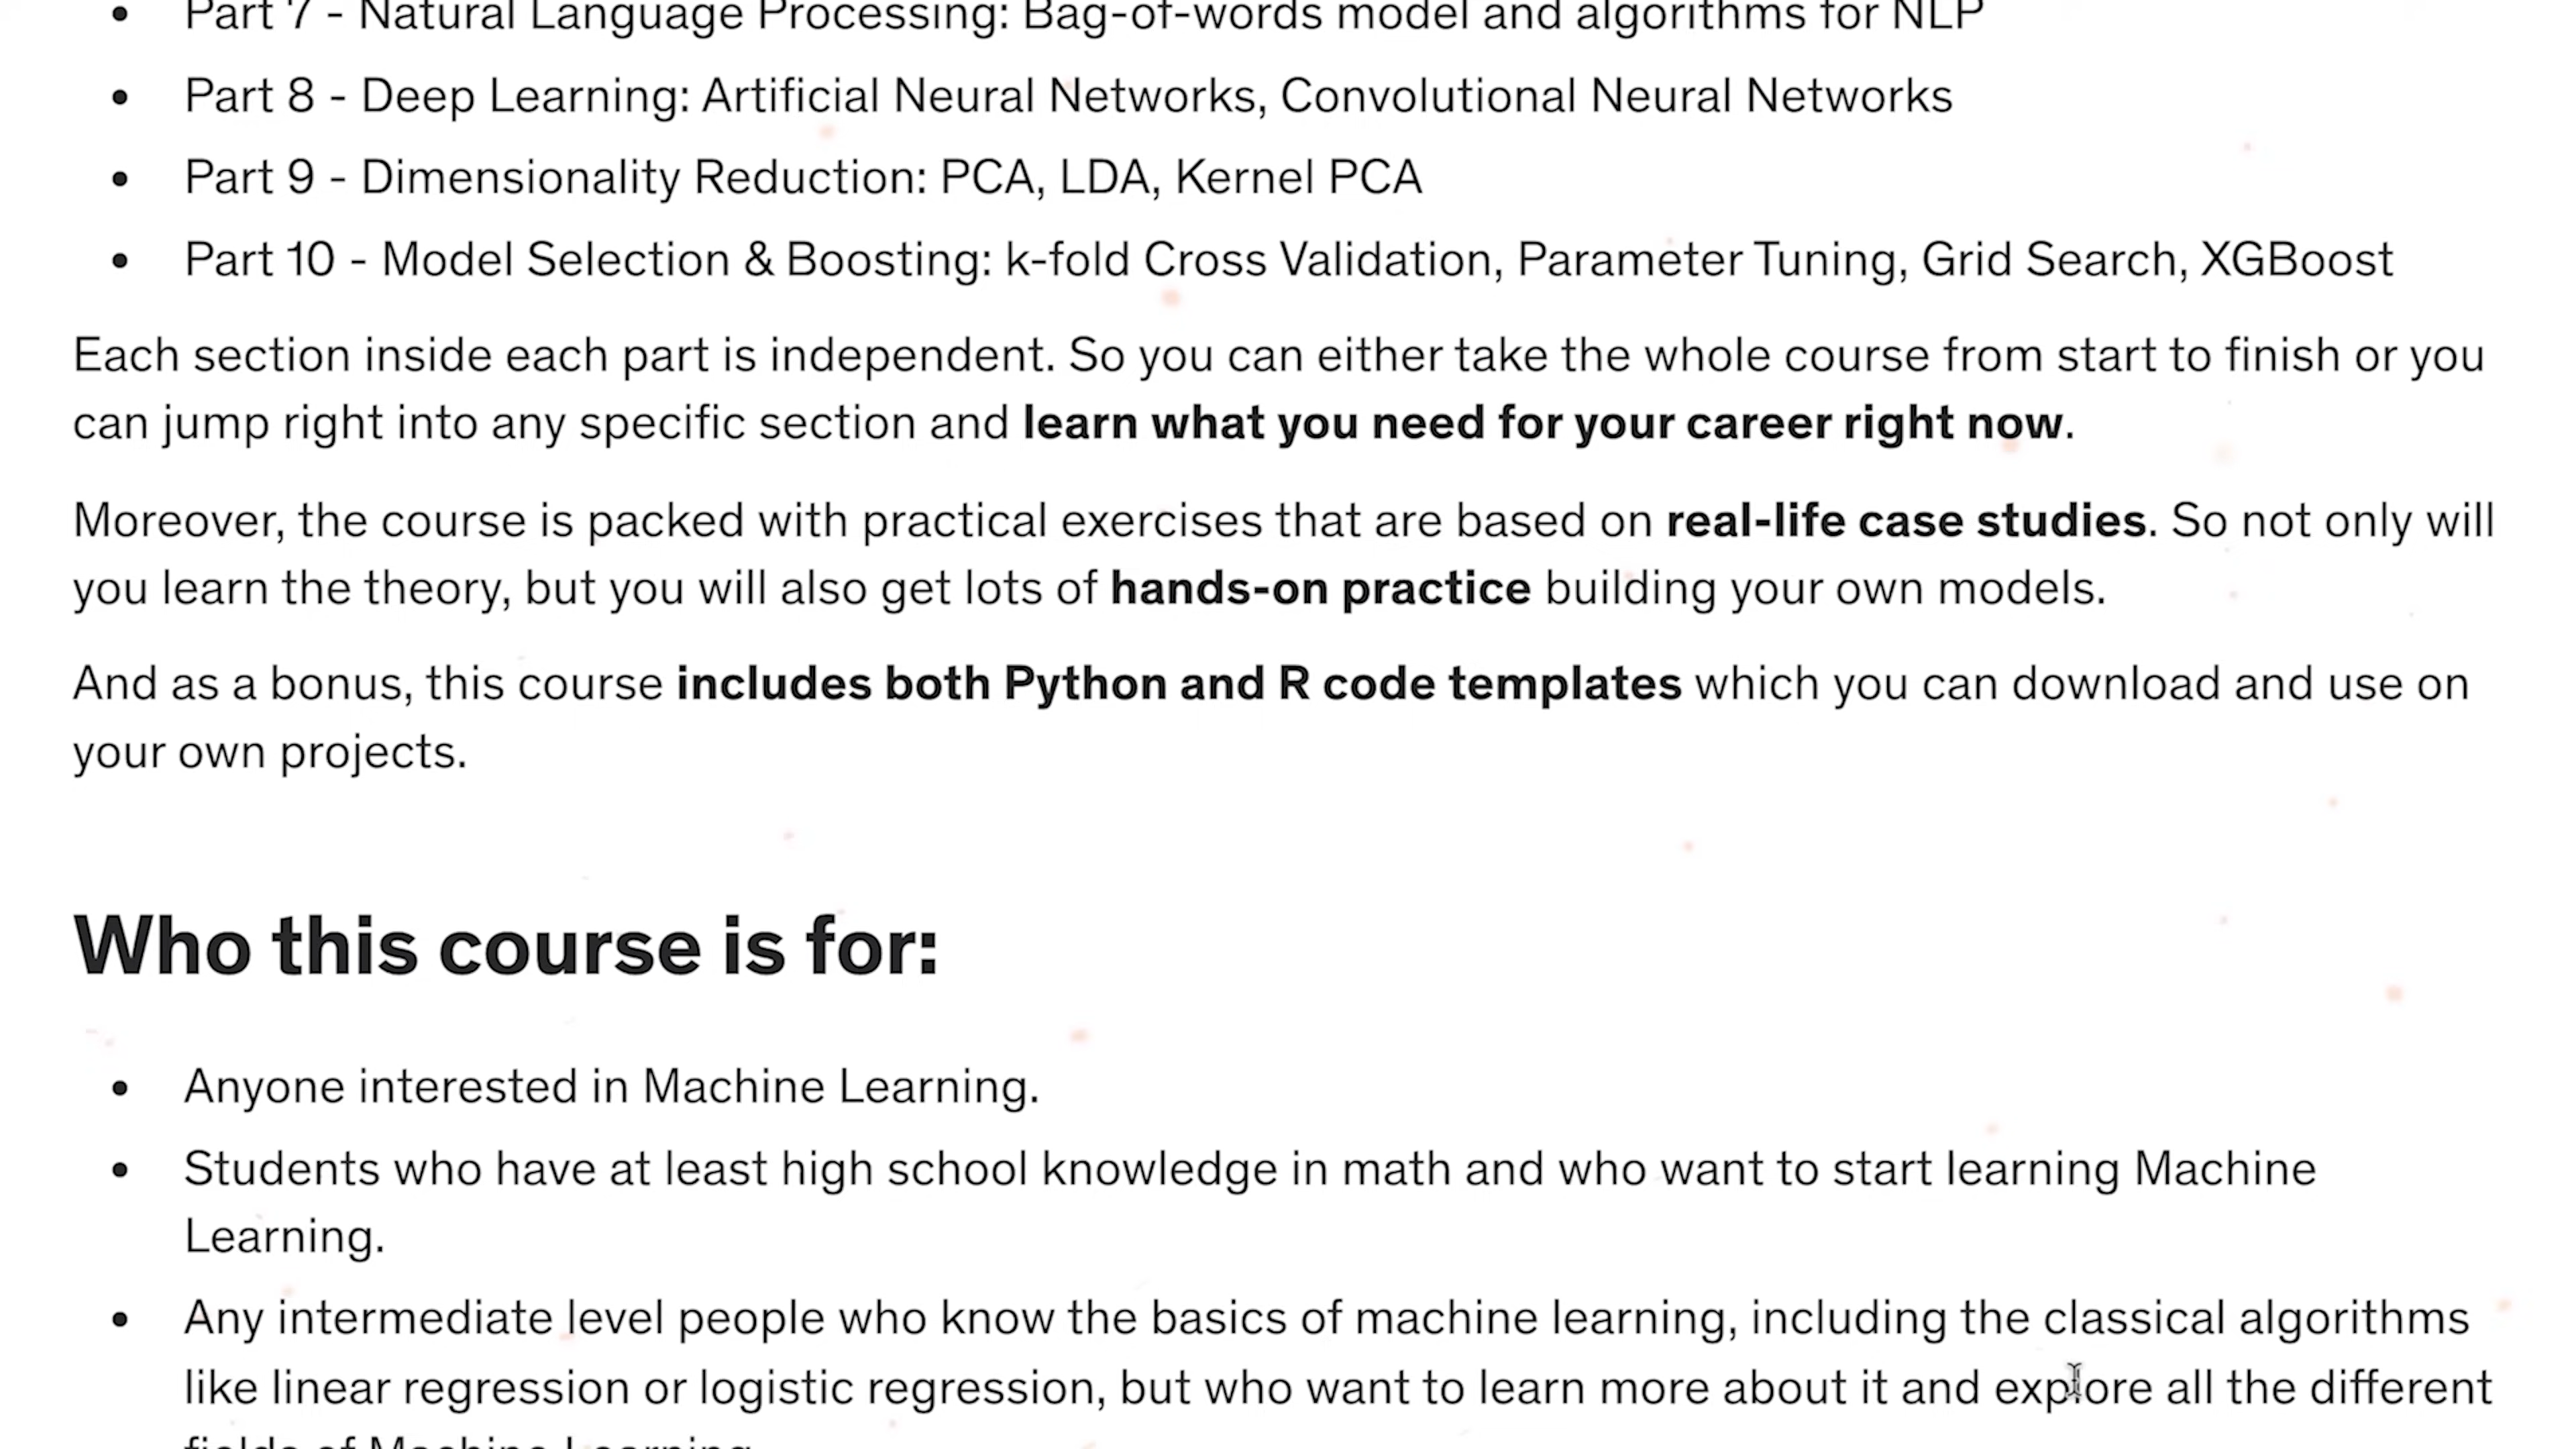 • Part 7 - Natural Language Processing: Bag-of-words model and algorithms for NLP
• Part 8 - Deep Learning: Artificial Neural Networks, Convolutional Neural Networks
• Part 9 - Dimensionality Reduction: PCA, LDA, Kernel PCA
• Part 10 - Model Selection & Boosting: k-fold Cross Validation, Parameter Tuning, Grid Search, XGBoost
Each section inside each part is independent. So you can either take the whole course from start to finish or you
can jump right into any specific section and learn what you need for your career right now.
Moreover, the course is packed with practical exercises that are based on real-life case studies. So not only will
you learn the theory, but you will also get lots of hands-on practice building your own models.
And as a bonus, this course includes both Python and R code templates which you can download and use on
your own projects.
Who this course is for:
• Anyone interested in Machine Learning.
• Students who have at least high school knowledge in math and who want to start learning Machine
Learning.
• Any intermediate level people who know the basics of machine learning, including the classical algorithms
like linear regression or logistic regression, but who want to learn more about it and explore all the different
fields of Machine Learning.